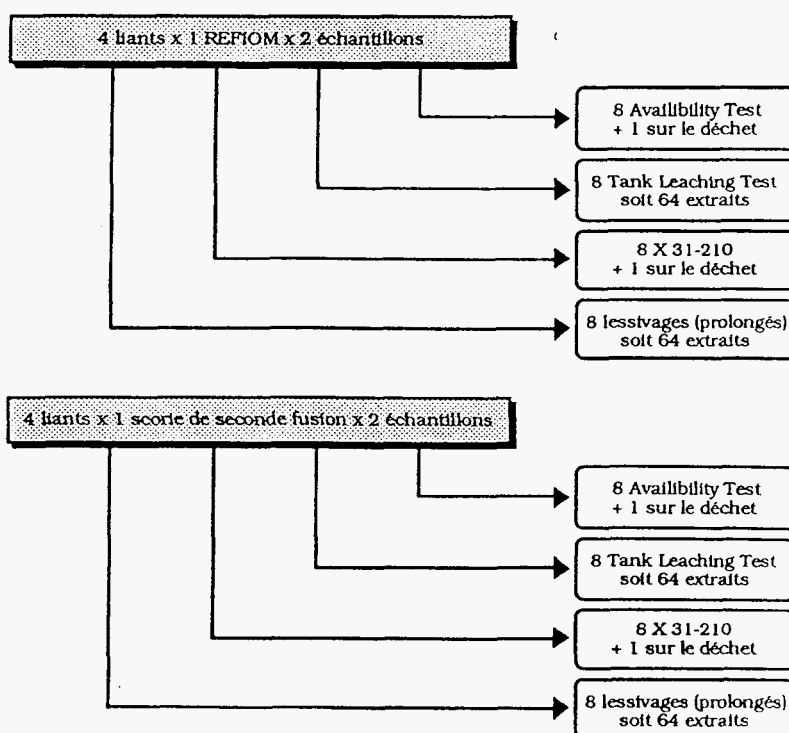 4 liants x 1 REFIOM x 2 échantillons
8 Availibility Test
+ 1 sur le déchet
8 Tank Leaching Test
soit 64 extraits
8 X 31-210
+ 1 sur le déchet
8 lessivages (prolongés)
soit 64 extraits
4 liants x 1 scorie de seconde fusion x 2 échantillons
8 Availibility Test
+ 1 sur le déchet
8 Tank Leaching Test
soit 64 extraits
8 X 31-210
+ 1 sur le déchet
8 lessivages (prolongés)
soit 64 extraits